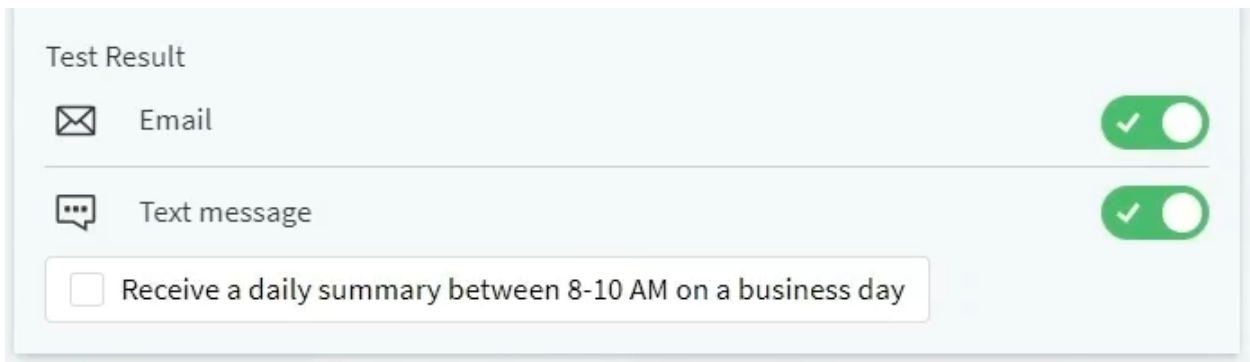 Test Result
Email
Text message
Receive a daily summary between 8-10 AM on a business day